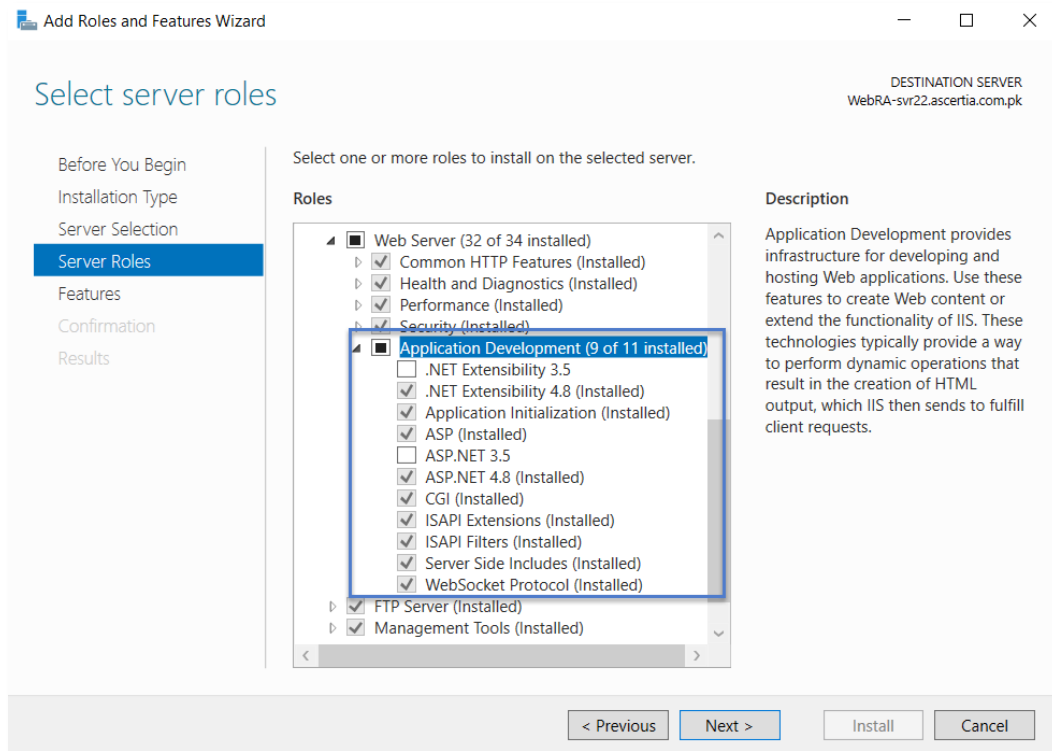 Add Roles and Features Wizard
Select server roles
DESTINATION SERVER
WebRA-svr22.ascertia.com.pk
Before You Begin
Installation Type
Server Selection
Server Roles
Features
Confirmation
Results
Select one or more roles to install on the selected server.
Roles
Web Server (32 of 34 installed)
Common HTTP Features (Installed)
Health and Diagnostics (Installed)
Performance (Installed)
Security (Installed)
Application Development (9 of 11 installed)
.NET Extensibility 3.5
.NET Extensibility 4.8 (Installed)
Application Initialization (Installed)
ASP (Installed)
ASP.NET 3.5
ASP.NET 4.8 (Installed)
CGI (Installed)
ISAPI Extensions (Installed)
ISAPI Filters (Installed)
Server Side Includes (Installed)
WebSocket Protocol (Installed)
FTP Server (Installed)
Management Tools (Installed)
Description
Application Development provides
infrastructure for developing and
hosting Web applications. Use these
features to create Web content or
extend the functionality of IIS. These
technologies typically provide a way
to perform dynamic operations that
result in the creation of HTML
output, which IIS then sends to fulfill
client requests.
< Previous
Next >
Install
Cancel